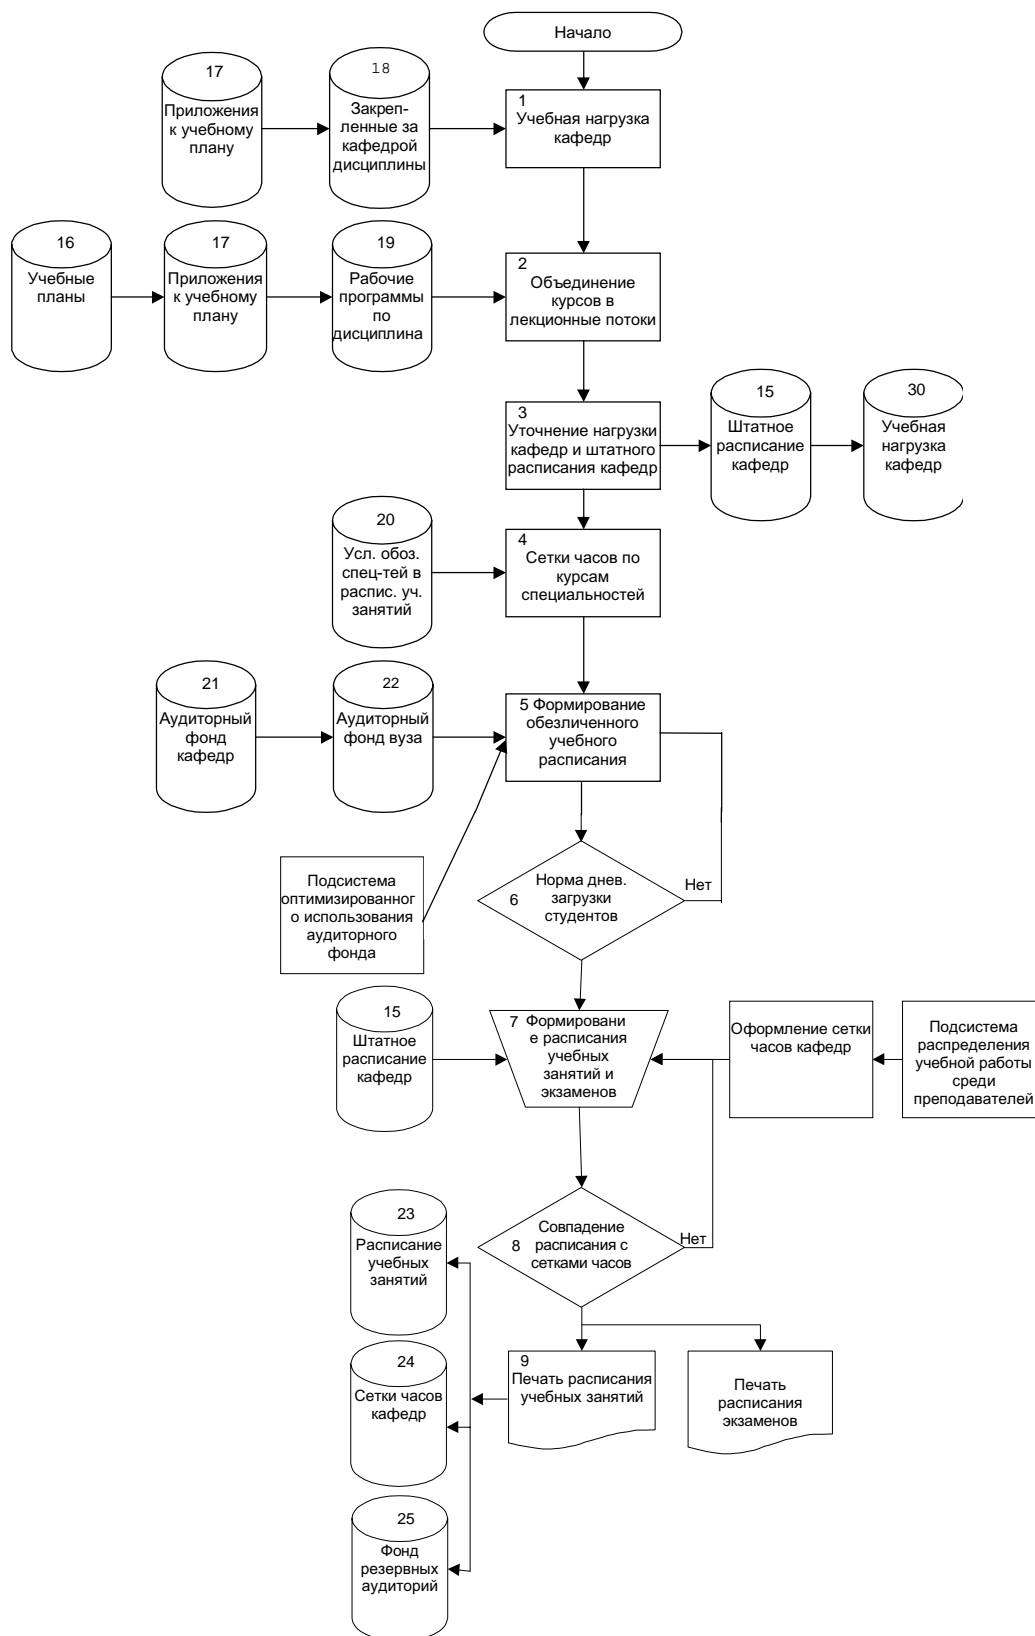 Начало
17
Приложения
к учебному
плану
18
Закреп-
ленные за
кафедрой
дисциплины
1
Учебная нагрузка
кафедр
16
Учебные
планы
17
Приложения
к учебному
плану
19
Рабочие
программы
по
дисциплина
2
Объединение
курсов в
лекционные потоки
3
Уточнение нагрузки
кафедр и штатного
расписания кафедр
15
Штатное
расписание
кафедр
30
Учебная
нагрузка
кафедр
20
Усл. обоз.
спец-тей в
распис. уч.
занятий
4
Сетки часов по
курсам
специальностей
21
Аудиторный
фонд
кафедр
22
Аудиторный
фонд вуза
5 Формирование
обезличенного
учебного
расписания
Подсистема
оптимизированног
о использования
аудиторного
фонда
6
Норма днев.
загрузки
студентов
Нет
15
Штатное
расписание
кафедр
7 Формировани
е расписания
учебных
занятий и
экзаменов
Оформление сетки
часов кафедр
Подсистема
распределения
учебной работы
среди
преподавателей
8
Совпадение
расписания с
сетками часов
Нет
23
Расписание
учебных
занятий
24
Сетки часов
кафедр
9
Печать расписания
учебных занятий
Печать
расписания
экзаменов
25
Фонд
резервных
аудиторий